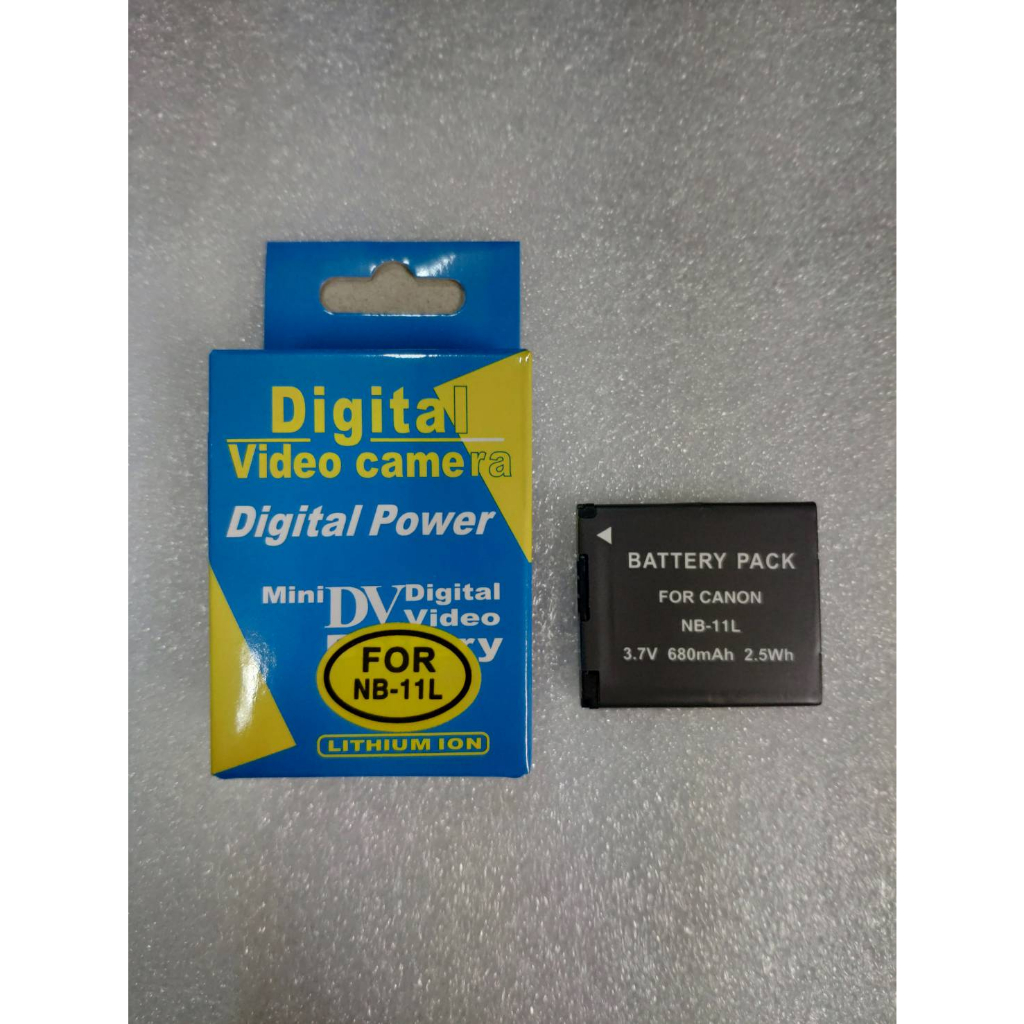 Digital
Video camera
Digital Power
Mini DV Digital
Video
FOR
NB-11L
LITHIUM ION
BATTERY PACK
FOR CANON
NB-11L
3.7V 680mAh 2.5Wh